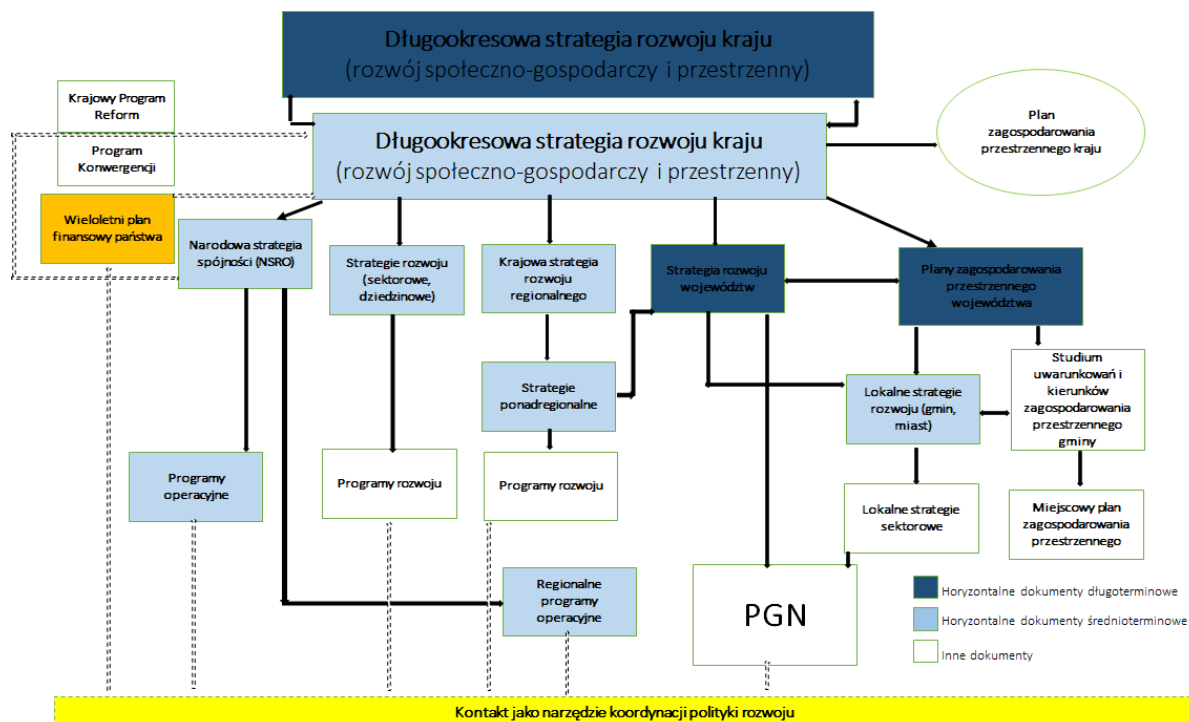 Długookresowa strategia rozwoju kraju
(rozwój społeczno-gospodarczy i przestrzenny)
Krajowy Program
Reform
Program
Konwergencji
Długookresowa strategia rozwoju kraju
(rozwój społeczno-gospodarczy i przestrzenny)
Plan
zagospodarowania
przestrzennego kraju
Wieloletni plan
finansowy państwa
Narodowa strategia
spójności (NSRO)
Strategie rozwoju
(sektorowe,
dziedzinowe)
Krajowa strategia
rozwoju
regionalnego
Strategia rozwoju
województw
Plany zagospodarowania
przestrzennego
województwa
Strategie
ponadregionalne
Lokalne strategie
rozwoju (gmin,
miast)
Studium
uwarunkowań i
kierunków
zagospodarowania
przestrzennego
gminy
Programy
operacyjne
Programy rozwoju
Programy rozwoju
Lokalne strategie
sektorowe
Miejscowy plan
zagospodarowania
przestrzennego
Regionalne
programy
operacyjne
PGN
Horyzontalne dokumenty długoterminowe
Horyzontalne dokumenty średnioterminowe
Inne dokumenty
Kontakt jako narzędzie koordynacji polityki rozwoju